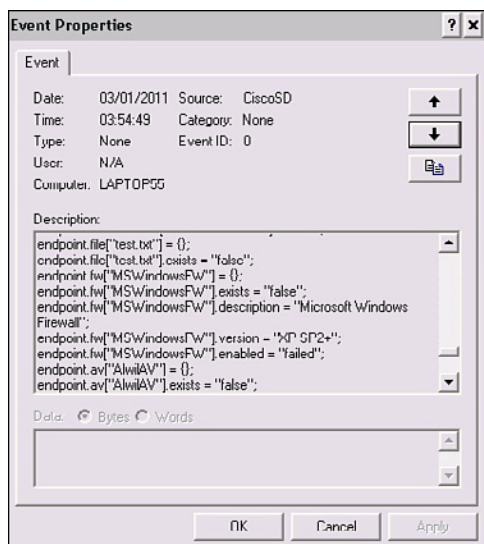 Event Properties
Event
Date: 03/01/2011 Source: CiscoSD
Time: 03:54:49 Category: None
Type: None Event ID: 0
User: N/A
Computer: LAPTOP55
Description:
endpoint.file["test.txt"] = {};
endpoint.file["test.txt"].exists = "false";
endpoint.fw["MSWindowsFW"] = {};
endpoint.fw["MSWindowsFW"].exists = "false";
endpoint.fw["MSWindowsFW"].description = "Microsoft Windows
Firewall";
endpoint.fw["MSWindowsFW"].version = "XP SP2+";
endpoint.fw["MSWindowsFW"].enabled = "failed";
endpoint.av["AlwilAV"] = {};
endpoint.av["AlwilAV"].exists = "false";
Data: Bytes Words
OK Cancel Apply